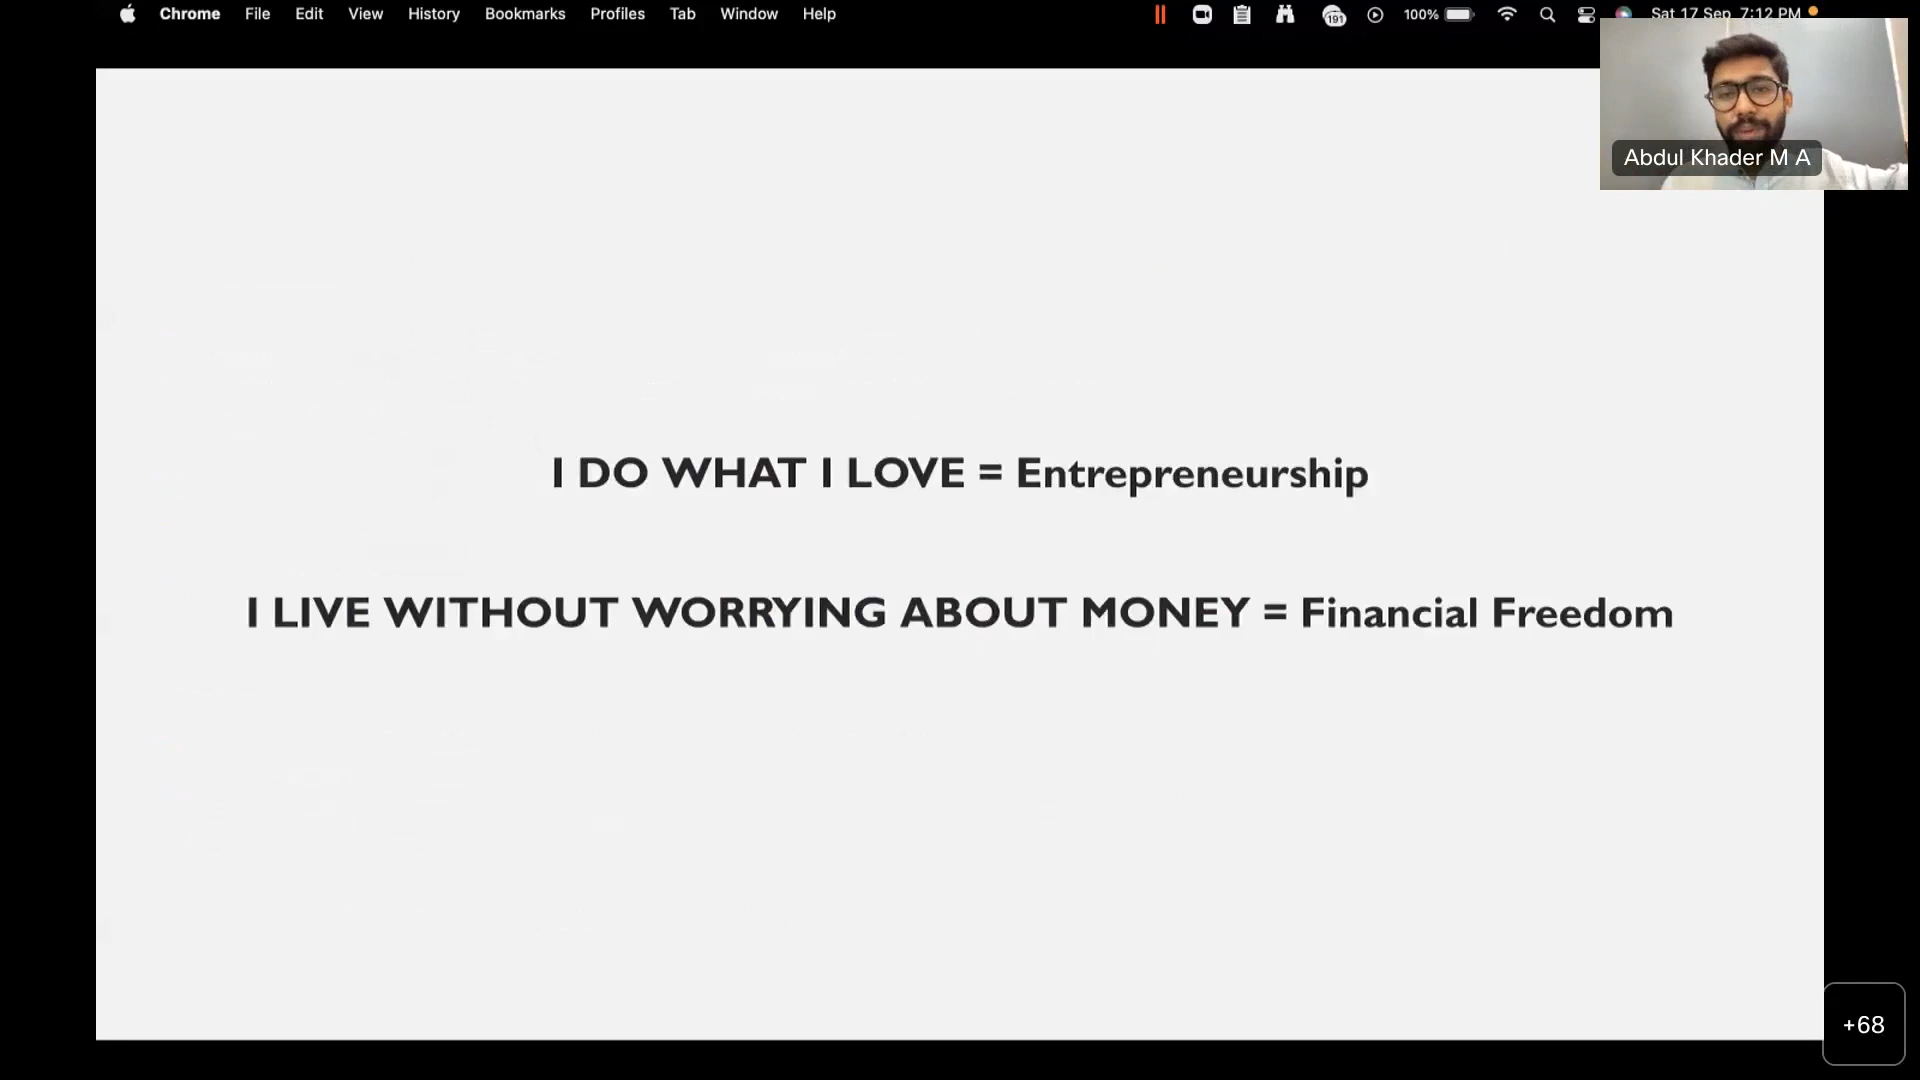 Chrome File Edit View History Bookmarks Profiles Tab Window Help 191 100% Sat 17 Sep 7:12 PM
Abdul Khader M A
I DO WHAT I LOVE = Entrepreneurship
I LIVE WITHOUT WORRYING ABOUT MONEY = Financial Freedom
+68